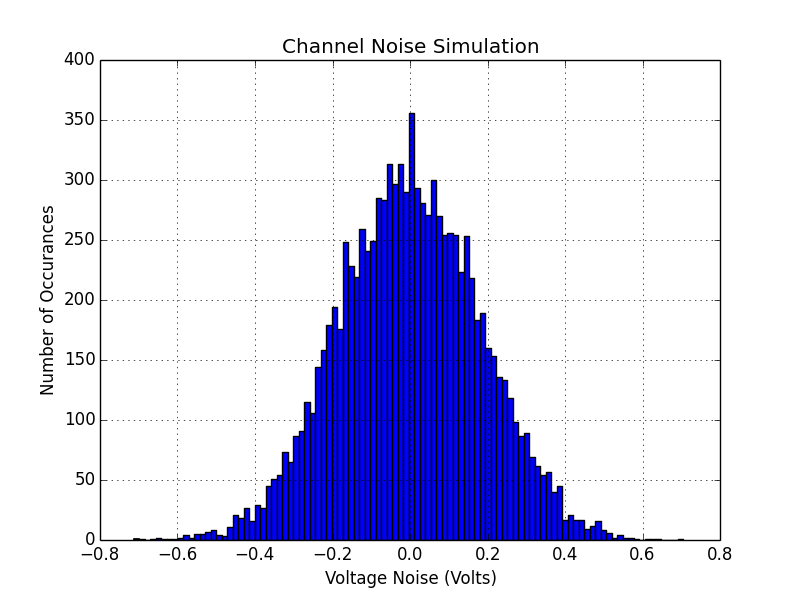 Channel Noise Simulation
400
350
300
250
200
150
100
50
0
Number of Occurances
−0.8 −0.6 −0.4 −0.2 0.0 0.2 0.4 0.6 0.8
Voltage Noise (Volts)